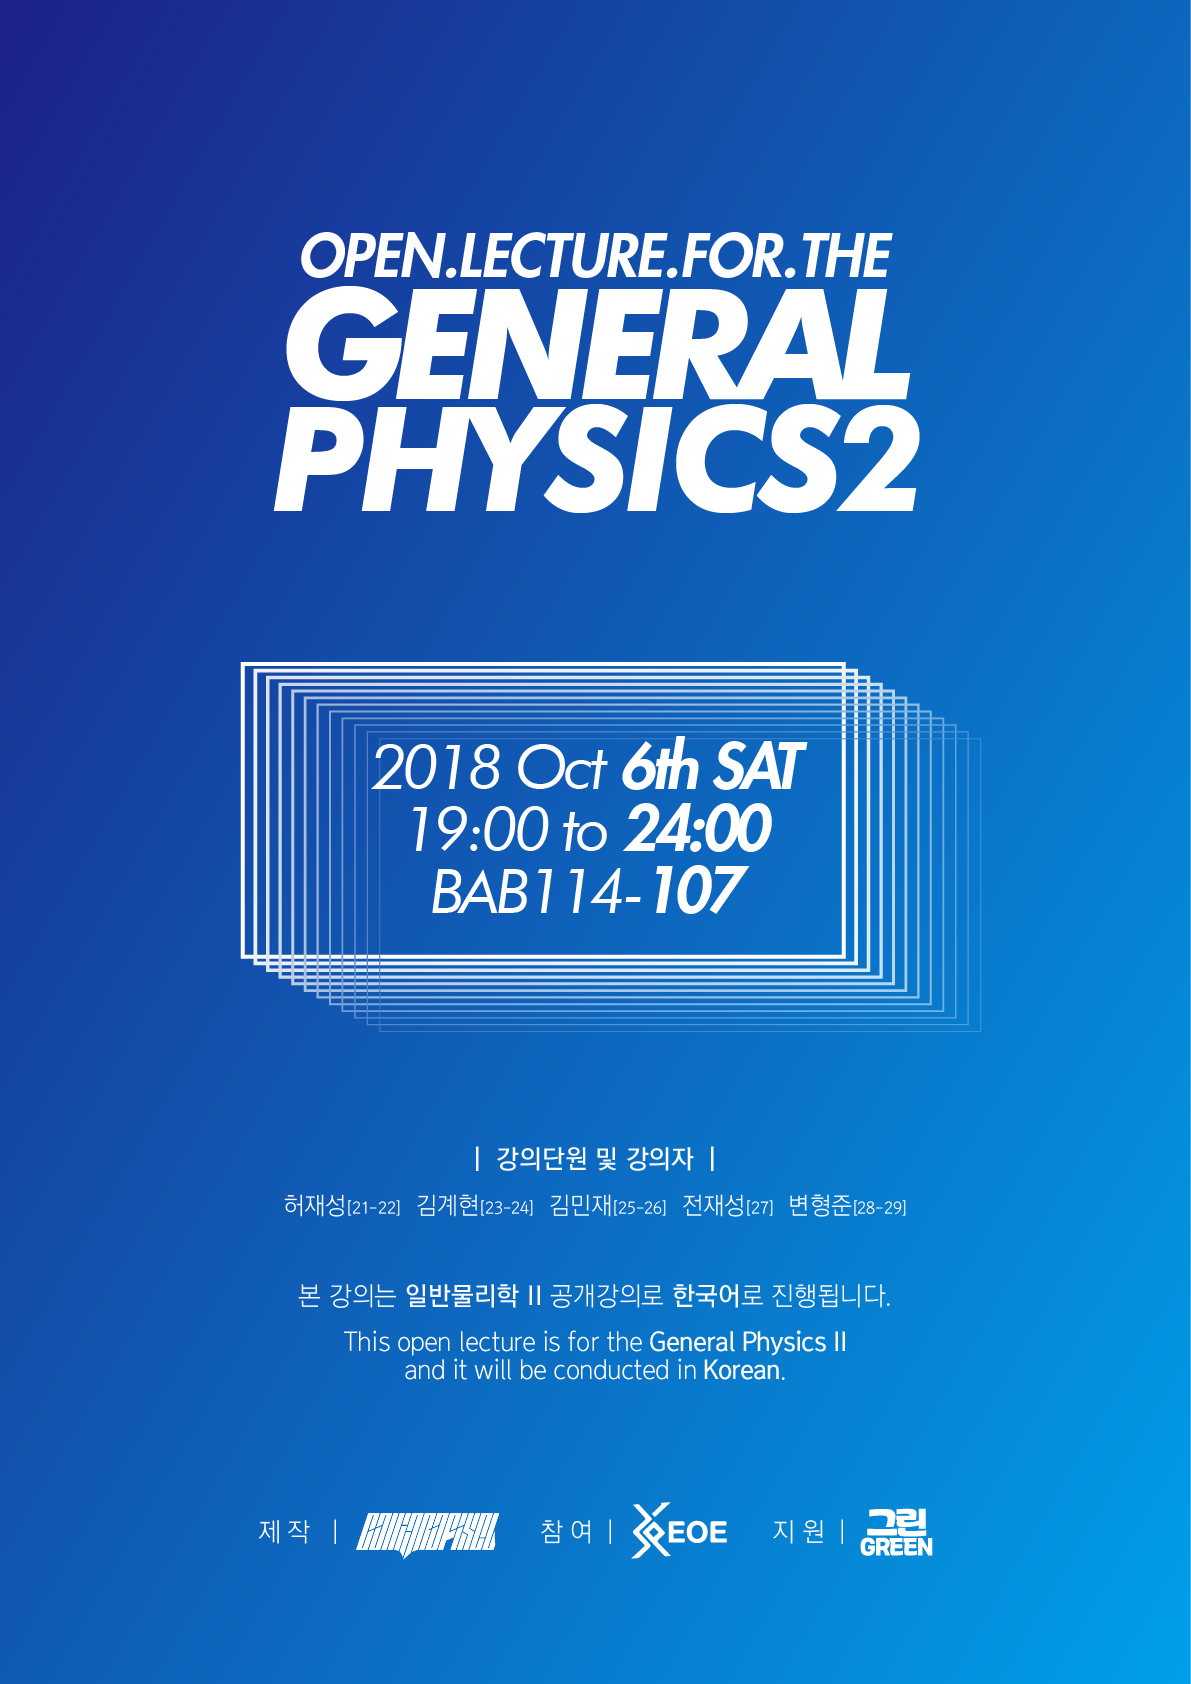 OPEN.LECTURE.FOR.THE
GENERAL
PHYSICS2
2018 Oct 6th SAT
19:00 to 24:00
BAB114-107
| 강의단원 및 강의자 |
허재성[21-22] 김계현[23-24] 김민재[25-26] 전재성[27] 변형준[28-29]
본 강의는 일반물리학 II 공개강의로 한국어로 진행됩니다.
This open lecture is for the General Physics II
and it will be conducted in Korean.
제작 | 참여 | EOE 지원 | 그린 GREEN